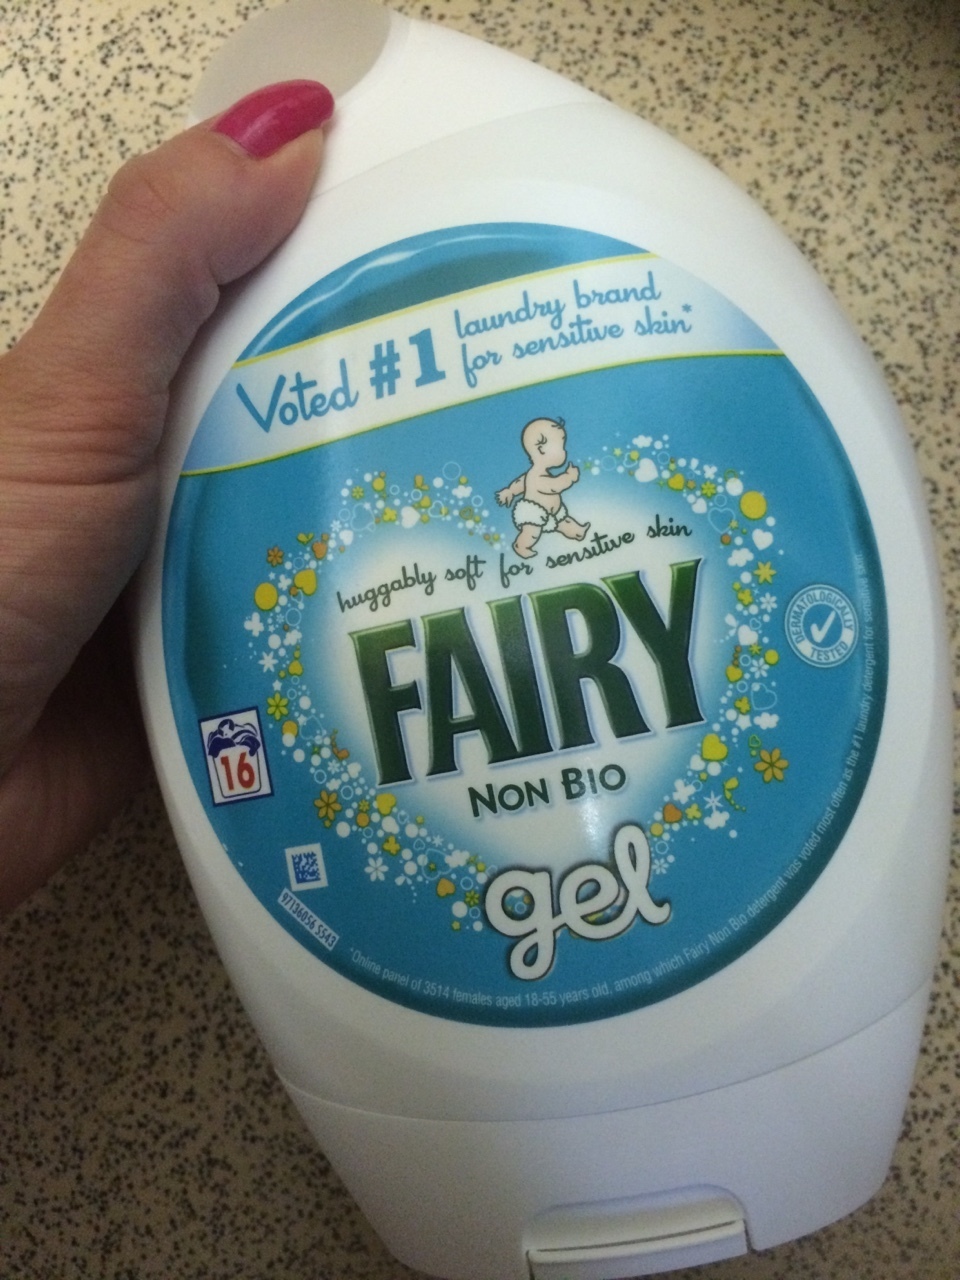 Voted #1 laundry brand
for sensitive skin*
huggably soft for sensitive skin
FAIRY
NON BIO
gel
DERMATOLOGICALLY
TESTED
16
97136056 5543
*Online panel of 3514 females aged 18-55 years old, among which Fairy Non Bio detergent was voted most often as the #1 laundry detergent for sensitive skin.